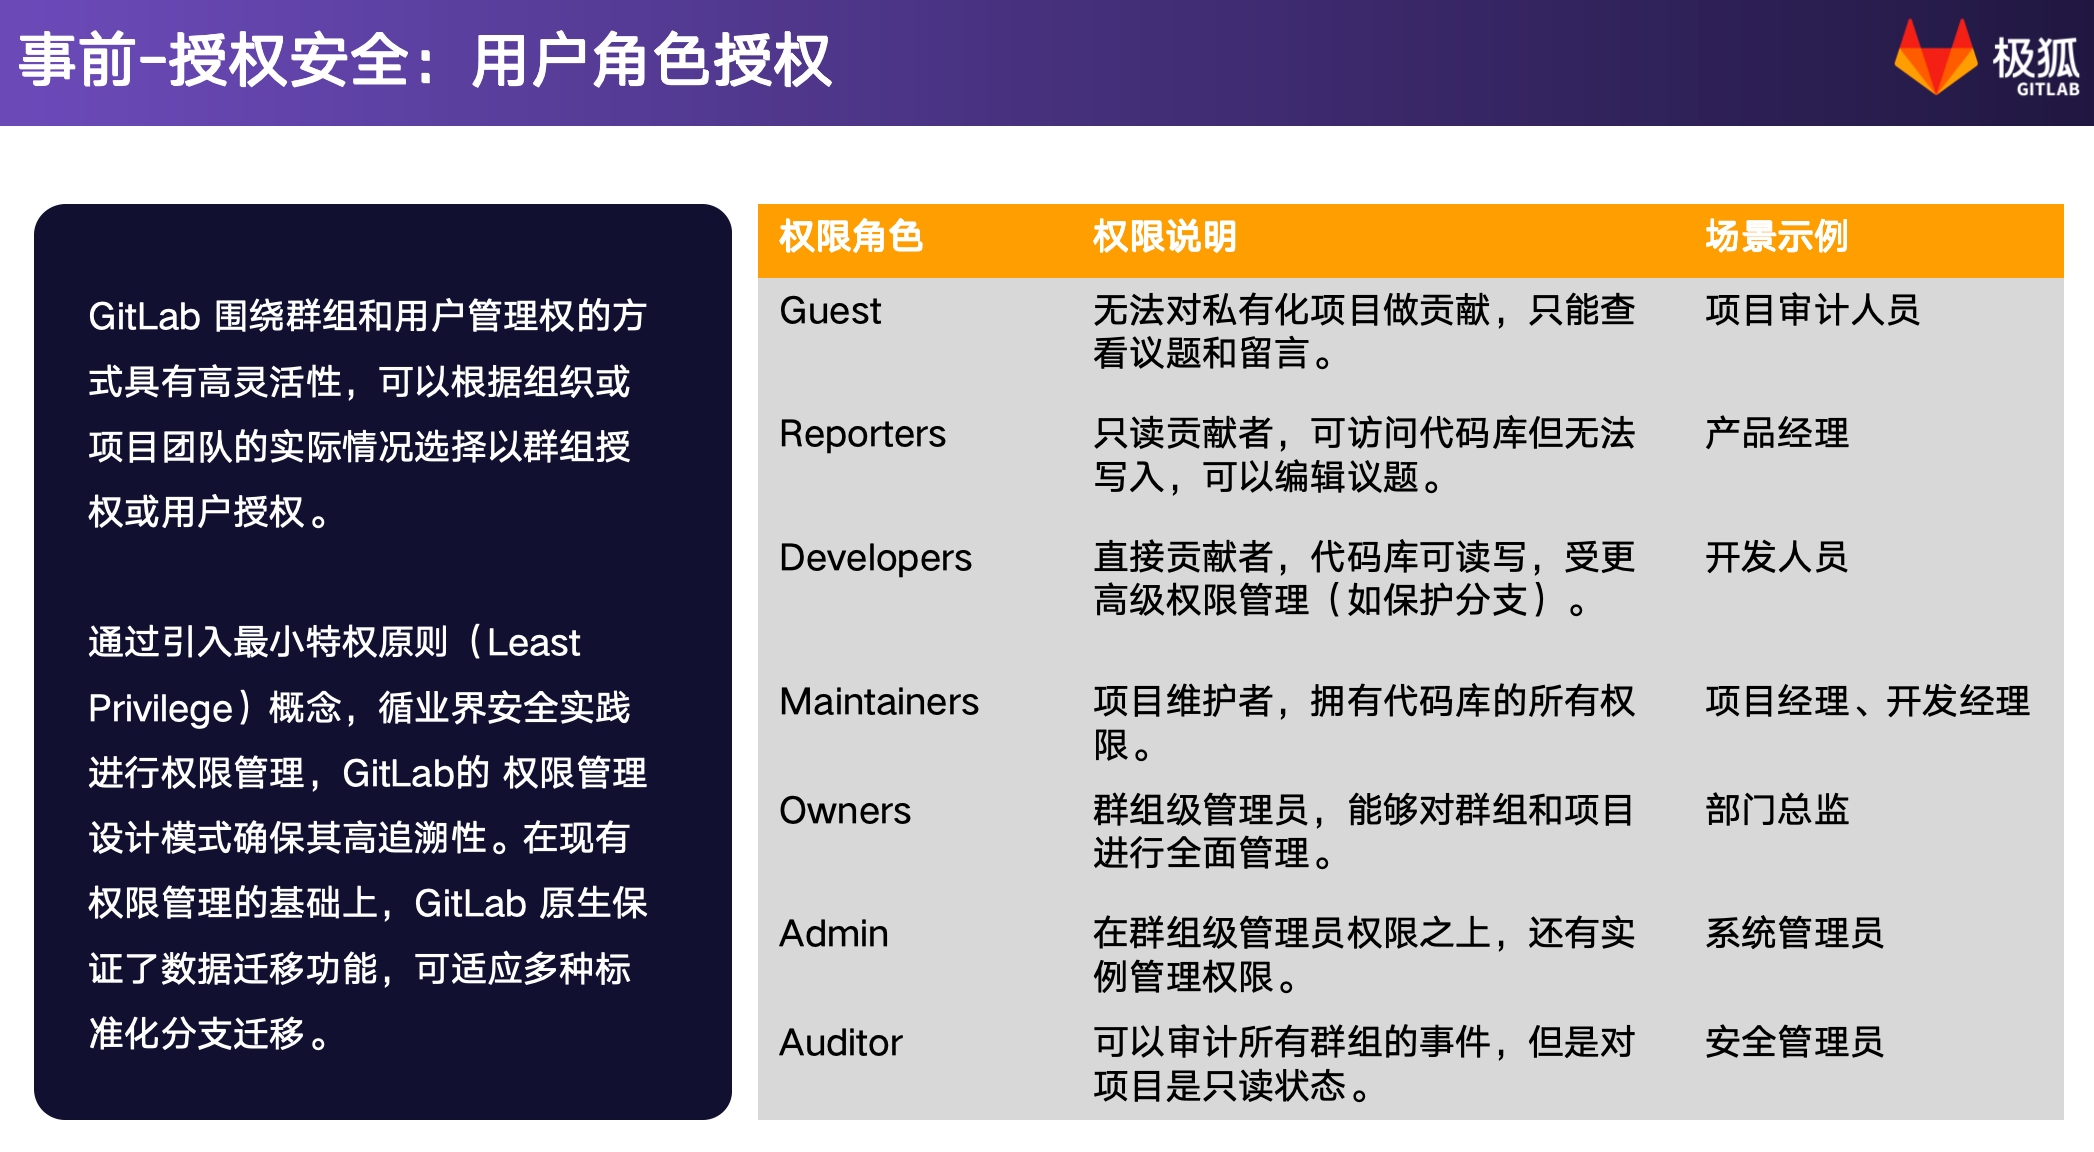 事前-授权安全：用户角色授权
极狐
GITLAB
GitLab 围绕群组和用户管理权的方
式具有高灵活性，可以根据组织或
项目团队的实际情况选择以群组授
权或用户授权。
通过引入最小特权原则（Least
Privilege）概念，循业界安全实践
进行权限管理，GitLab的 权限管理
设计模式确保其高追溯性。在现有
权限管理的基础上，GitLab 原生保
证了数据迁移功能，可适应多种标
准化分支迁移。
权限角色 权限说明 场景示例
Guest 无法对私有化项目做贡献，只能查 项目审计人员
看议题和留言。
Reporters 只读贡献者，可访问代码库但无法 产品经理
写入，可以编辑议题。
Developers 直接贡献者，代码库可读写，受更 开发人员
高级权限管理（如保护分支）。
Maintainers 项目维护者，拥有代码库的所有权 项目经理、开发经理
限。
Owners 群组级管理员，能够对群组和项目 部门总监
进行全面管理。
Admin 在群组级管理员权限之上，还有实 系统管理员
例管理权限。
Auditor 可以审计所有群组的事件，但是对 安全管理员
项目是只读状态。